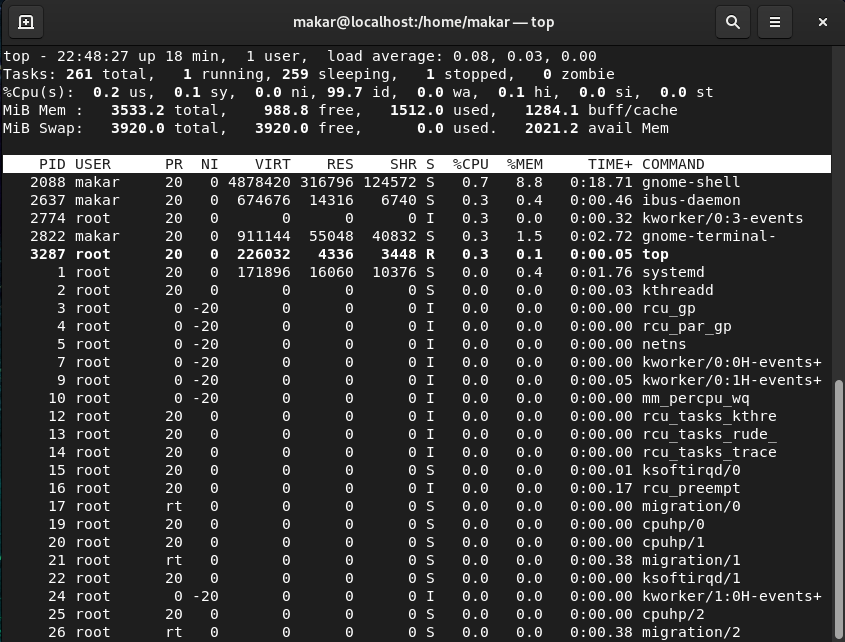 makar@localhost:/home/makar — top
top - 22:48:27 up 18 min,  1 user,  load average: 0.08, 0.03, 0.00
Tasks: 261 total,   1 running, 259 sleeping,   1 stopped,   0 zombie
%Cpu(s):  0.2 us,  0.1 sy,  0.0 ni, 99.7 id,  0.0 wa,  0.1 hi,  0.0 si,  0.0 st
MiB Mem :   3533.2 total,    988.8 free,   1512.0 used,   1284.1 buff/cache
MiB Swap:   3920.0 total,   3920.0 free,      0.0 used.   2021.2 avail Mem
    PID USER      PR  NI    VIRT    RES    SHR S  %CPU  %MEM     TIME+ COMMAND
   2088 makar     20   0 4878420 316796 124572 S   0.7   8.8   0:18.71 gnome-shell
   2637 makar     20   0  674676  14316   6740 S   0.3   0.4   0:00.46 ibus-daemon
   2774 root      20   0       0      0      0 I   0.3   0.0   0:00.32 kworker/0:3-events
   2822 makar     20   0  911144  55048  40832 S   0.3   1.5   0:02.72 gnome-terminal-
   3287 root      20   0  226032   4336   3448 R   0.3   0.1   0:00.05 top
      1 root      20   0  171896  16060  10376 S   0.0   0.4   0:01.76 systemd
      2 root      20   0       0      0      0 S   0.0   0.0   0:00.03 kthreadd
      3 root       0 -20       0      0      0 I   0.0   0.0   0:00.00 rcu_gp
      4 root       0 -20       0      0      0 I   0.0   0.0   0:00.00 rcu_par_gp
      5 root       0 -20       0      0      0 I   0.0   0.0   0:00.00 netns
      7 root       0 -20       0      0      0 I   0.0   0.0   0:00.00 kworker/0:0H-events+
      9 root       0 -20       0      0      0 I   0.0   0.0   0:00.05 kworker/0:1H-events+
     10 root       0 -20       0      0      0 I   0.0   0.0   0:00.00 mm_percpu_wq
     12 root      20   0       0      0      0 I   0.0   0.0   0:00.00 rcu_tasks_kthre
     13 root      20   0       0      0      0 I   0.0   0.0   0:00.00 rcu_tasks_rude_
     14 root      20   0       0      0      0 I   0.0   0.0   0:00.00 rcu_tasks_trace
     15 root      20   0       0      0      0 S   0.0   0.0   0:00.01 ksoftirqd/0
     16 root      20   0       0      0      0 I   0.0   0.0   0:00.17 rcu_preempt
     17 root      rt   0       0      0      0 S   0.0   0.0   0:00.00 migration/0
     19 root      20   0       0      0      0 S   0.0   0.0   0:00.00 cpuhp/0
     20 root      20   0       0      0      0 S   0.0   0.0   0:00.00 cpuhp/1
     21 root      rt   0       0      0      0 S   0.0   0.0   0:00.38 migration/1
     22 root      20   0       0      0      0 S   0.0   0.0   0:00.00 ksoftirqd/1
     24 root       0 -20       0      0      0 I   0.0   0.0   0:00.00 kworker/1:0H-events+
     25 root      20   0       0      0      0 S   0.0   0.0   0:00.00 cpuhp/2
     26 root      rt   0       0      0      0 S   0.0   0.0   0:00.38 migration/2